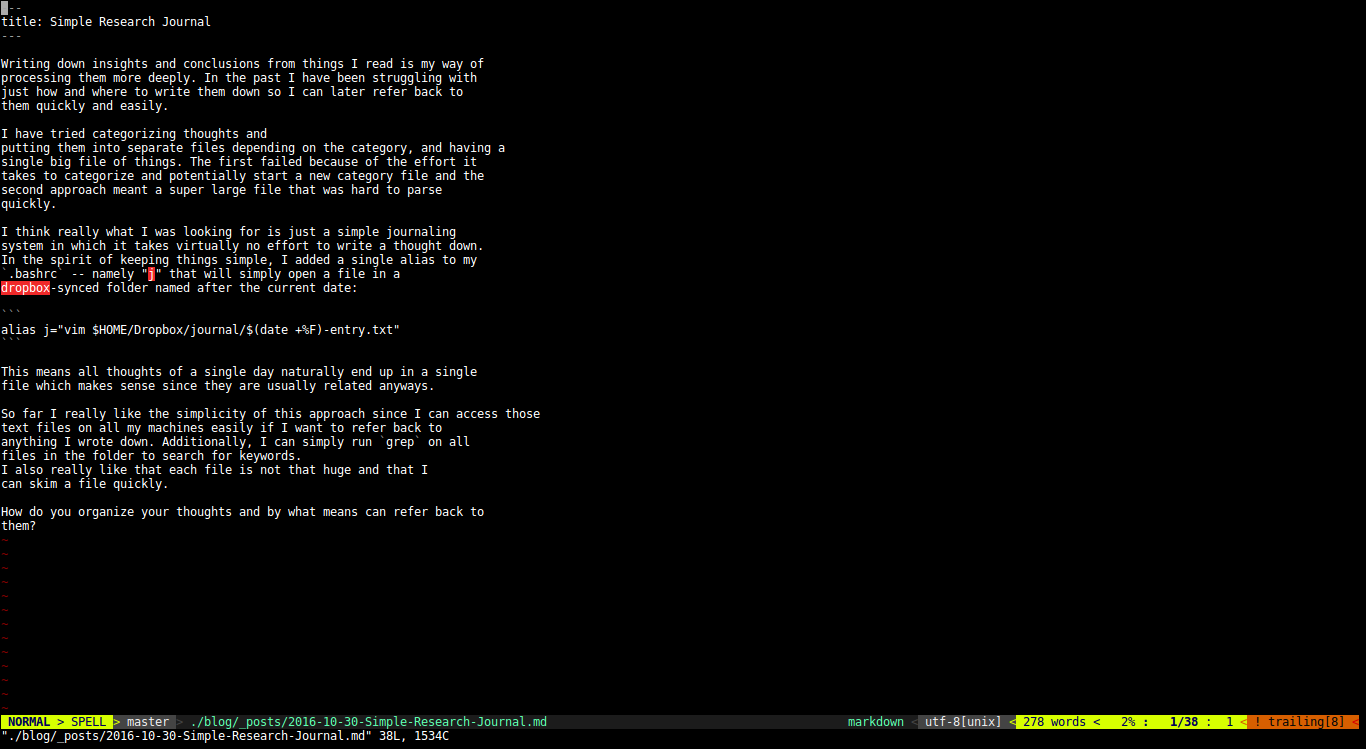 ---
title: Simple Research Journal
---
Writing down insights and conclusions from things I read is my way of
processing them more deeply. In the past I have been struggling with
just how and where to write them down so I can later refer back to
them quickly and easily.
I have tried categorizing thoughts and
putting them into separate files depending on the category, and having a
single big file of things. The first failed because of the effort it
takes to categorize and potentially start a new category file and the
second approach meant a super large file that was hard to parse
quickly.
I think really what I was looking for is just a simple journaling
system in which it takes virtually no effort to write a thought down.
In the spirit of keeping things simple, I added a single alias to my
`.bashrc` -- namely "j" that will simply open a file in a
dropbox-synced folder named after the current date:
```
alias j="vim $HOME/Dropbox/journal/$(date +%F)-entry.txt"
```
This means all thoughts of a single day naturally end up in a single
file which makes sense since they are usually related anyways.
So far I really like the simplicity of this approach since I can access those
text files on all my machines easily if I want to refer back to
anything I wrote down. Additionally, I can simply run `grep` on all
files in the folder to search for keywords.
I also really like that each file is not that huge and that I
can skim a file quickly.
How do you organize your thoughts and by what means can refer back to
them?
~
~
~
~
~
~
~
~
~
~
~
~
~
NORMAL > SPELL > master > ./blog/_posts/2016-10-30-Simple-Research-Journal.md markdown < utf-8[unix] < 278 words < 2% : 1/38 : 1 < ! trailing[8] <
"./blog/_posts/2016-10-30-Simple-Research-Journal.md" 38L, 1534C